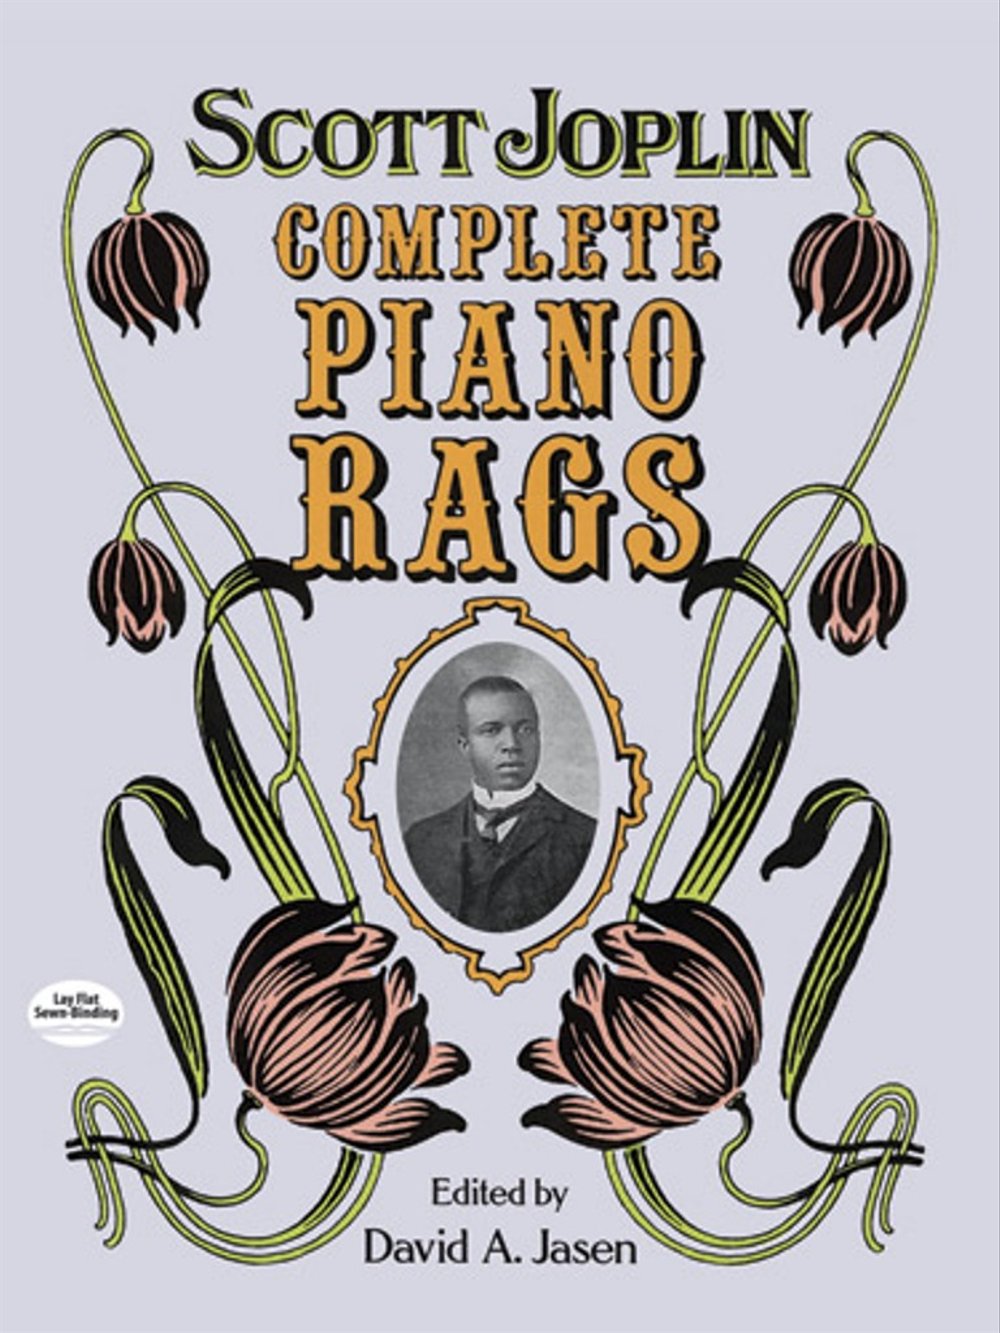 SCOTT JOPLIN
COMPLETE
PIANO
RAGS
Lay Flat
Sewn-Binding
Edited by
David A. Jasen